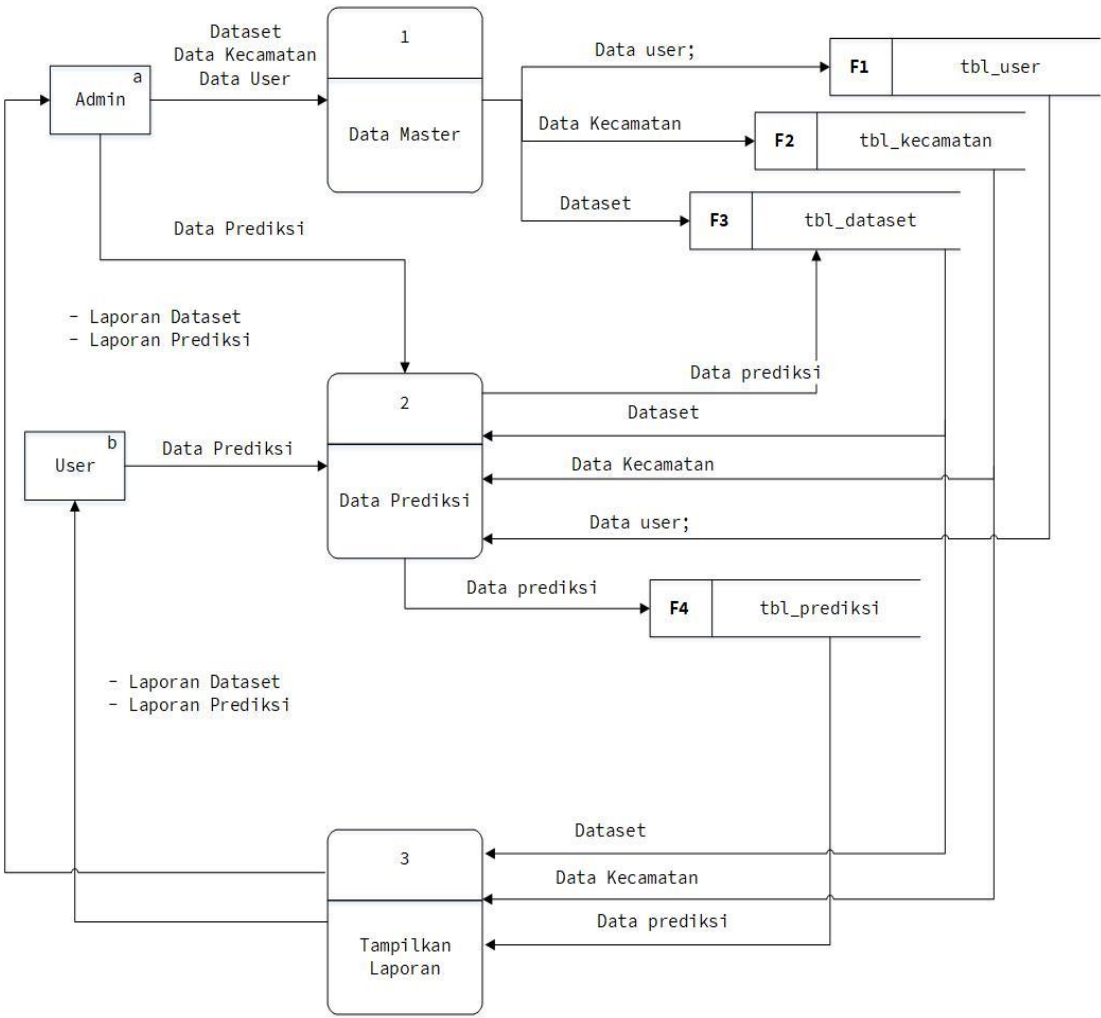 Dataset
Data Kecamatan
Data User
1
Data Master
a
Admin
Data user;
F1 tbl_user
Data Kecamatan
F2 tbl_kecamatan
Dataset
F3 tbl_dataset
Data Prediksi
- Laporan Dataset
- Laporan Prediksi
2
Data Prediksi
Data prediksi
Dataset
b
User
Data Prediksi
Data Kecamatan
Data user;
Data prediksi
F4 tbl_prediksi
- Laporan Dataset
- Laporan Prediksi
3
Tampilkan
Laporan
Dataset
Data Kecamatan
Data prediksi